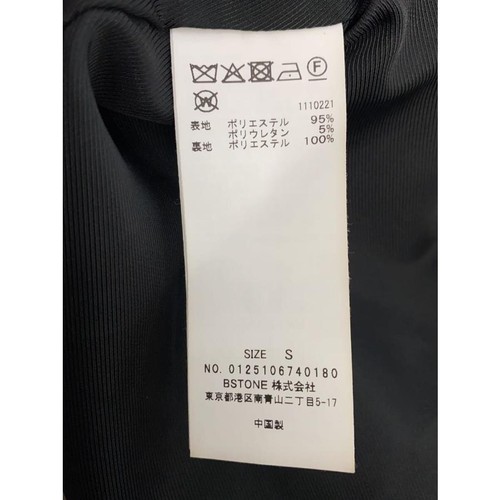 F
W
1110221
表地 ポリエステル 95%
ポリウレタン 5%
裏地 ポリエステル 100%
SIZE S
NO. 0125106740180
BSTONE 株式会社
東京都港区南青山二丁目5-17
中国製